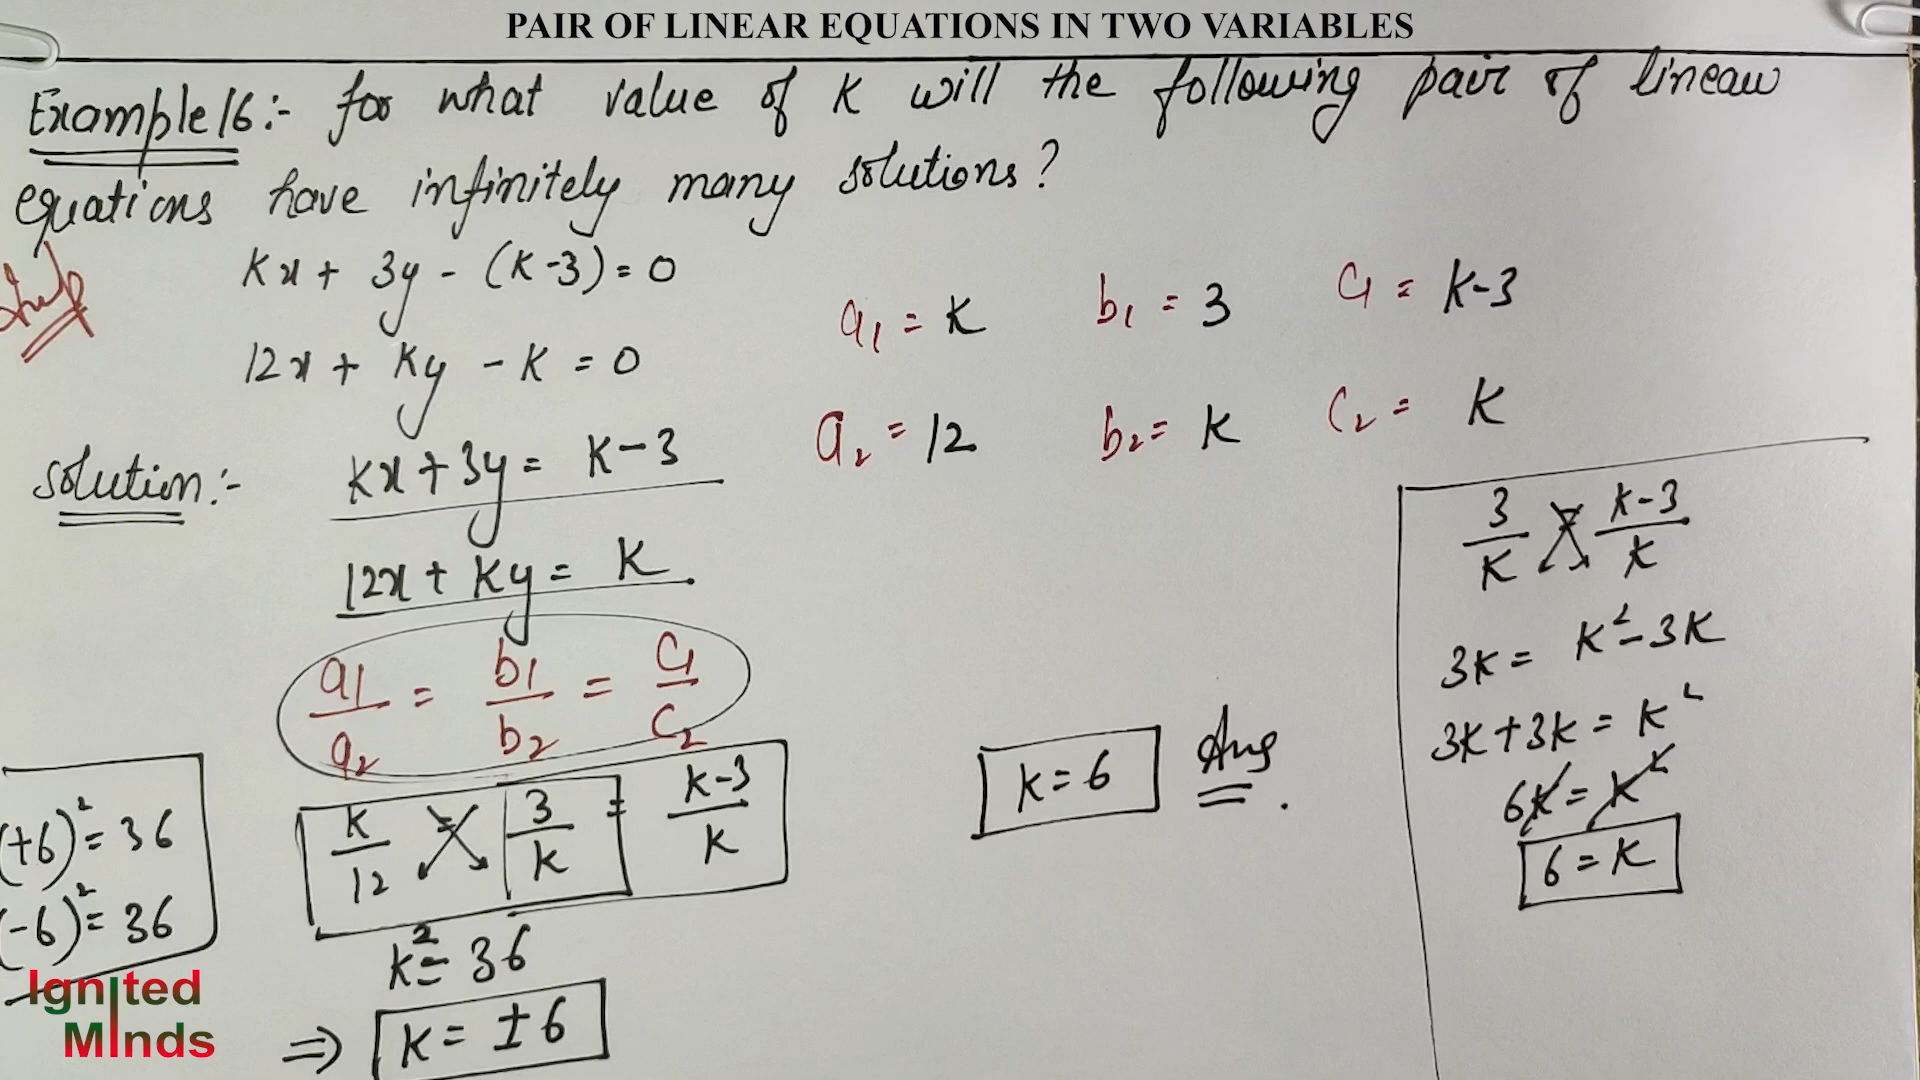 PAIR OF LINEAR EQUATIONS IN TWO VARIABLES
Example 16:- for what value of K will the following pair of linear
equations have infinitely many solutions?
Kx + 3y - (K-3) = 0
12x + Ky - K = 0
a1 = K b1 = 3 C1 = K-3
a2 = 12 b2 = K C2 = K
Solution:-
Kx + 3y = K-3
12x + Ky = K
a1/a2 = b1/b2 = C1/C2
K/12 = 3/K = K-3/K
K² = 36
⇒ K = ±6
(+6)² = 36
(-6)² = 36
K = 6 Ans.
3/K = K-3/K
3K = K² - 3K
3K + 3K = K²
6K = K²
6 = K
Ignited
Minds